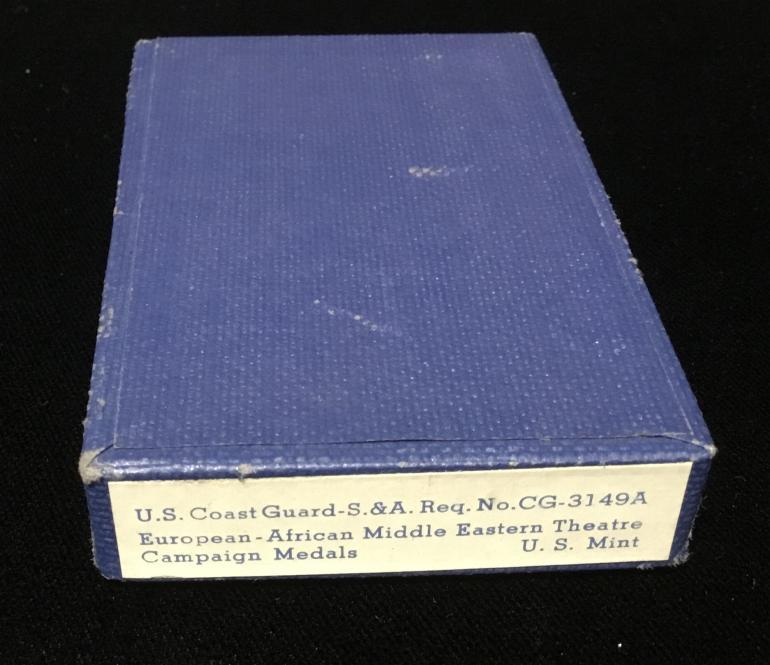 U.S. Coast Guard-S.&A. Req. No.CG-3149A
European-African Middle Eastern Theatre
Campaign Medals U. S. Mint